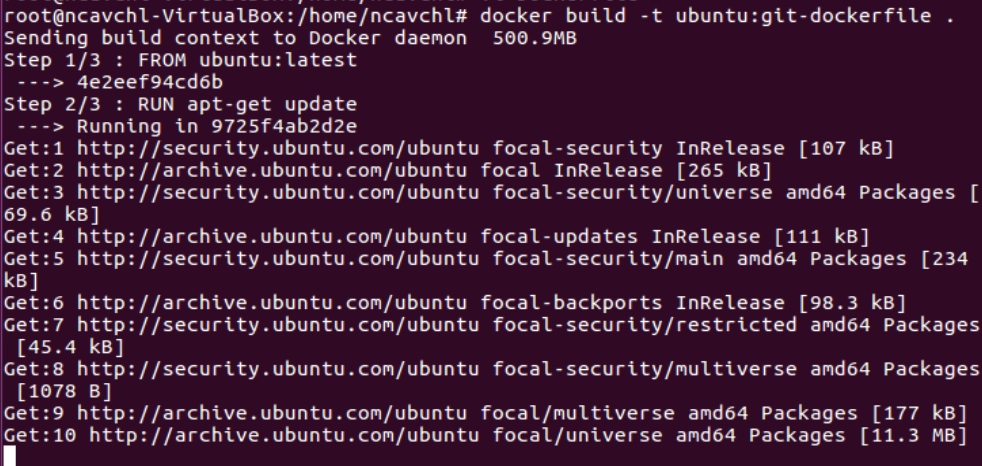 root@ncavchl-VirtualBox:/home/ncavchl# docker build -t ubuntu:git-dockerfile .
Sending build context to Docker daemon  500.9MB
Step 1/3 : FROM ubuntu:latest
 ---> 4e2eef94cd6b
Step 2/3 : RUN apt-get update
 ---> Running in 9725f4ab2d2e
Get:1 http://security.ubuntu.com/ubuntu focal-security InRelease [107 kB]
Get:2 http://archive.ubuntu.com/ubuntu focal InRelease [265 kB]
Get:3 http://security.ubuntu.com/ubuntu focal-security/universe amd64 Packages [
69.6 kB]
Get:4 http://archive.ubuntu.com/ubuntu focal-updates InRelease [111 kB]
Get:5 http://security.ubuntu.com/ubuntu focal-security/main amd64 Packages [234
kB]
Get:6 http://archive.ubuntu.com/ubuntu focal-backports InRelease [98.3 kB]
Get:7 http://security.ubuntu.com/ubuntu focal-security/restricted amd64 Packages
 [45.4 kB]
Get:8 http://security.ubuntu.com/ubuntu focal-security/multiverse amd64 Packages
 [1078 B]
Get:9 http://archive.ubuntu.com/ubuntu focal/multiverse amd64 Packages [177 kB]
Get:10 http://archive.ubuntu.com/ubuntu focal/universe amd64 Packages [11.3 MB]